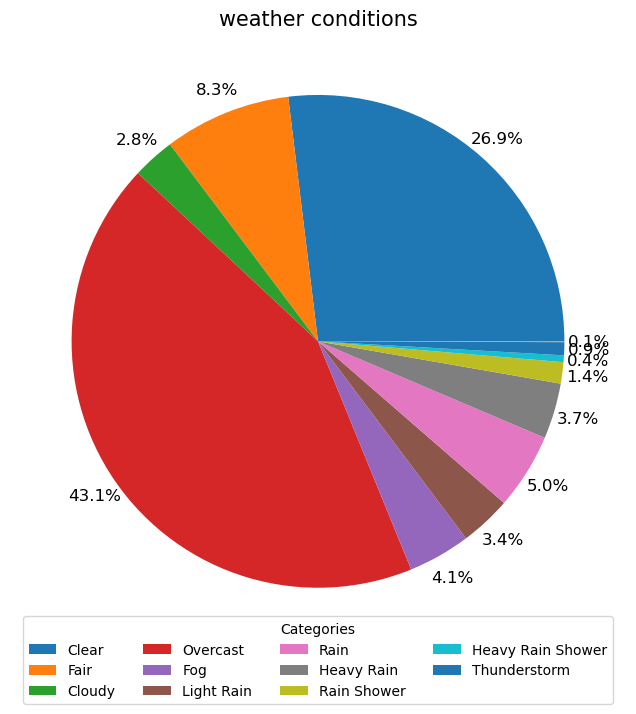 weather conditions
8.3%
26.9%
2.8%
0.1%
0.9%
0.4%
1.4%
3.7%
43.1%
5.0%
3.4%
4.1%
Categories
Clear Overcast Rain Heavy Rain Shower
Fair Fog Heavy Rain Thunderstorm
Cloudy Light Rain Rain Shower